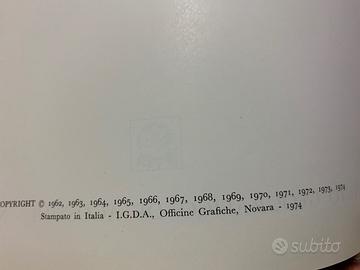 OPYRIGHT © 1962, 1963, 1964, 1965, 1966, 1967, 1968, 1969, 1970, 1971, 1972, 1973, 1974
Stampato in Italia - I.G.D.A., Officine Grafiche, Novara - 1974
subito